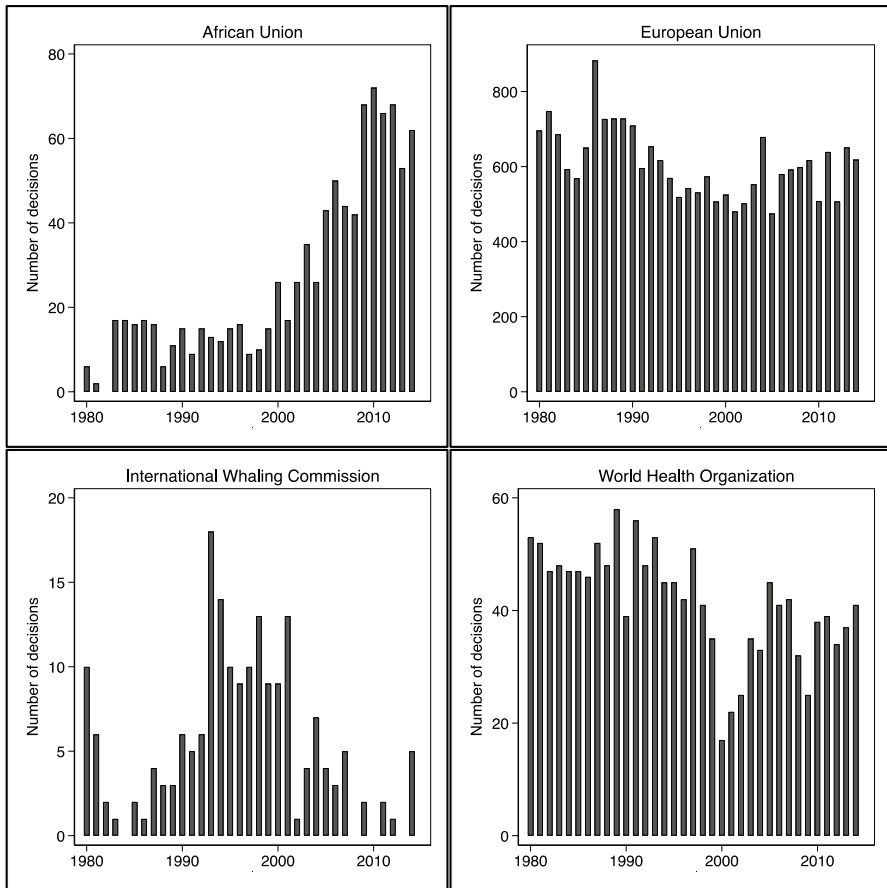 African Union
Number of decisions
80
60
40
20
0
1980 1990 2000 2010
European Union
Number of decisions
800
600
400
200
0
1980 1990 2000 2010
International Whaling Commission
Number of decisions
20
15
10
5
0
1980 1990 2000 2010
World Health Organization
Number of decisions
60
40
20
0
1980 1990 2000 2010